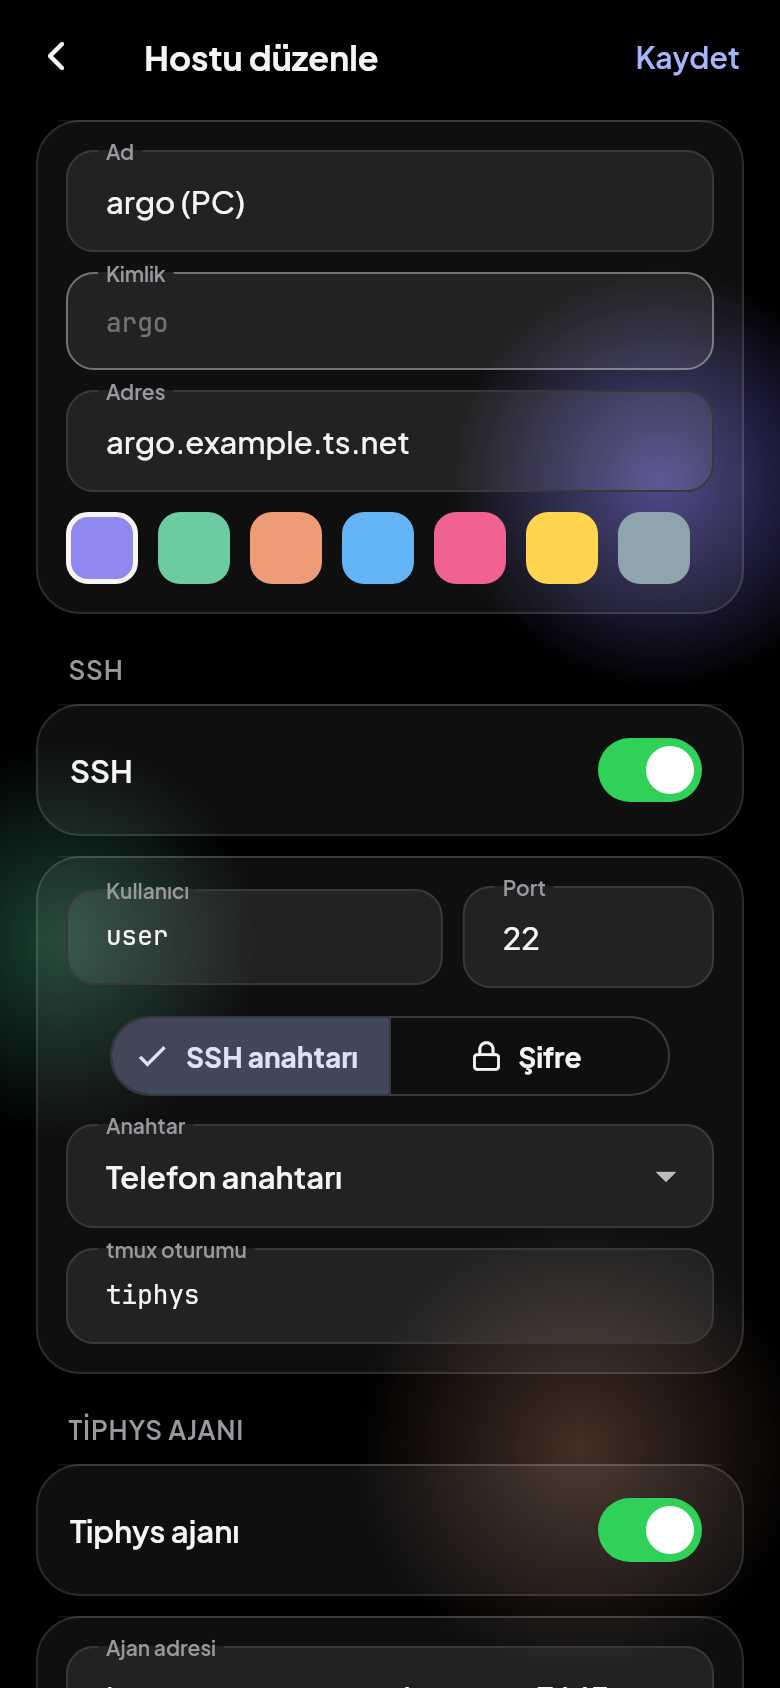 Hostu düzenle
Kaydet
Ad
argo (PC)
Kimlik
argo
Adres
argo.example.ts.net
SSH
SSH
Kullanıcı
user
Port
22
SSH anahtarı
Şifre
Anahtar
Telefon anahtarı
tmux oturumu
tiphys
TİPHYS AJANI
Tiphys ajanı
Ajan adresi